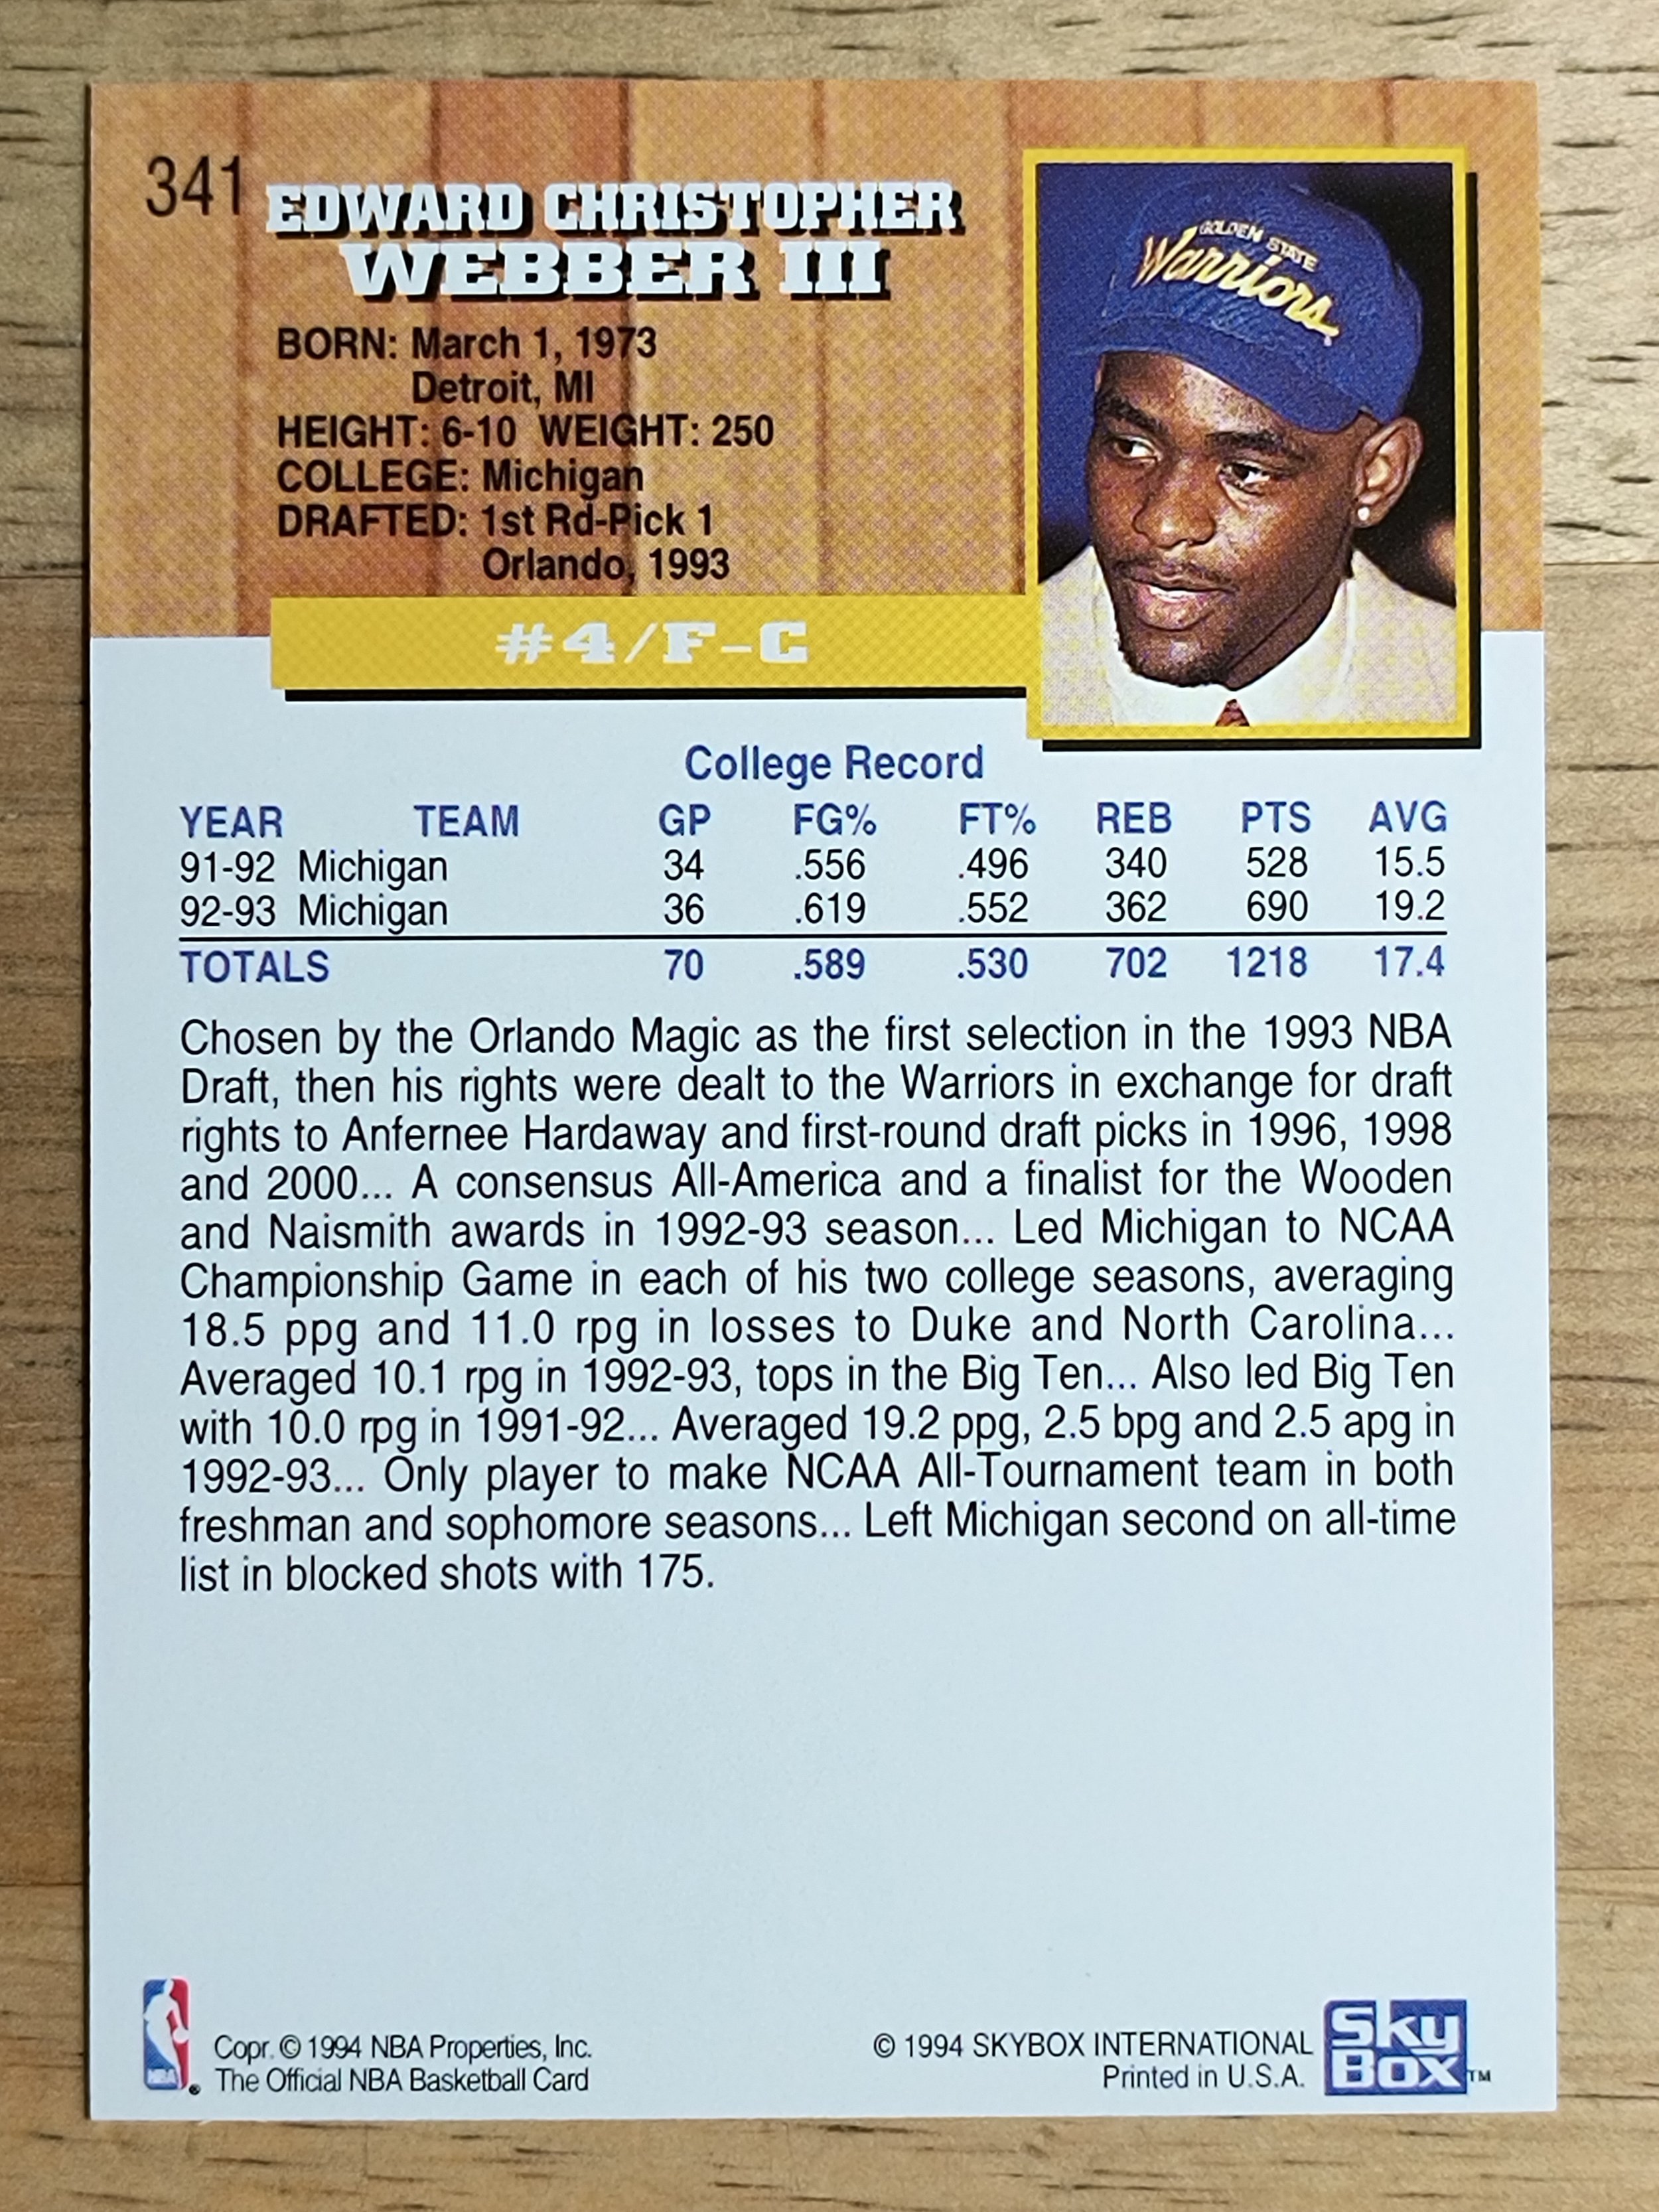 341
EDWARD CHRISTOPHER
WEBBER III
BORN: March 1, 1973
Detroit, MI
HEIGHT: 6-10 WEIGHT: 250
COLLEGE: Michigan
DRAFTED: 1st Rd-Pick 1
Orlando, 1993
#4/F-C
GOLDEN STATE
Warriors
College Record
YEAR TEAM GP FG% FT% REB PTS AVG
91-92 Michigan 34 .556 .496 340 528 15.5
92-93 Michigan 36 .619 .552 362 690 19.2
TOTALS 70 .589 .530 702 1218 17.4
Chosen by the Orlando Magic as the first selection in the 1993 NBA
Draft, then his rights were dealt to the Warriors in exchange for draft
rights to Anfernee Hardaway and first-round draft picks in 1996, 1998
and 2000... A consensus All-America and a finalist for the Wooden
and Naismith awards in 1992-93 season... Led Michigan to NCAA
Championship Game in each of his two college seasons, averaging
18.5 ppg and 11.0 rpg in losses to Duke and North Carolina...
Averaged 10.1 rpg in 1992-93, tops in the Big Ten... Also led Big Ten
with 10.0 rpg in 1991-92... Averaged 19.2 ppg, 2.5 bpg and 2.5 apg in
1992-93... Only player to make NCAA All-Tournament team in both
freshman and sophomore seasons... Left Michigan second on all-time
list in blocked shots with 175.
NBA ®
Copr. © 1994 NBA Properties, Inc.
The Official NBA Basketball Card
© 1994 SKYBOX INTERNATIONAL
Printed in U.S.A.
Sky
Box™